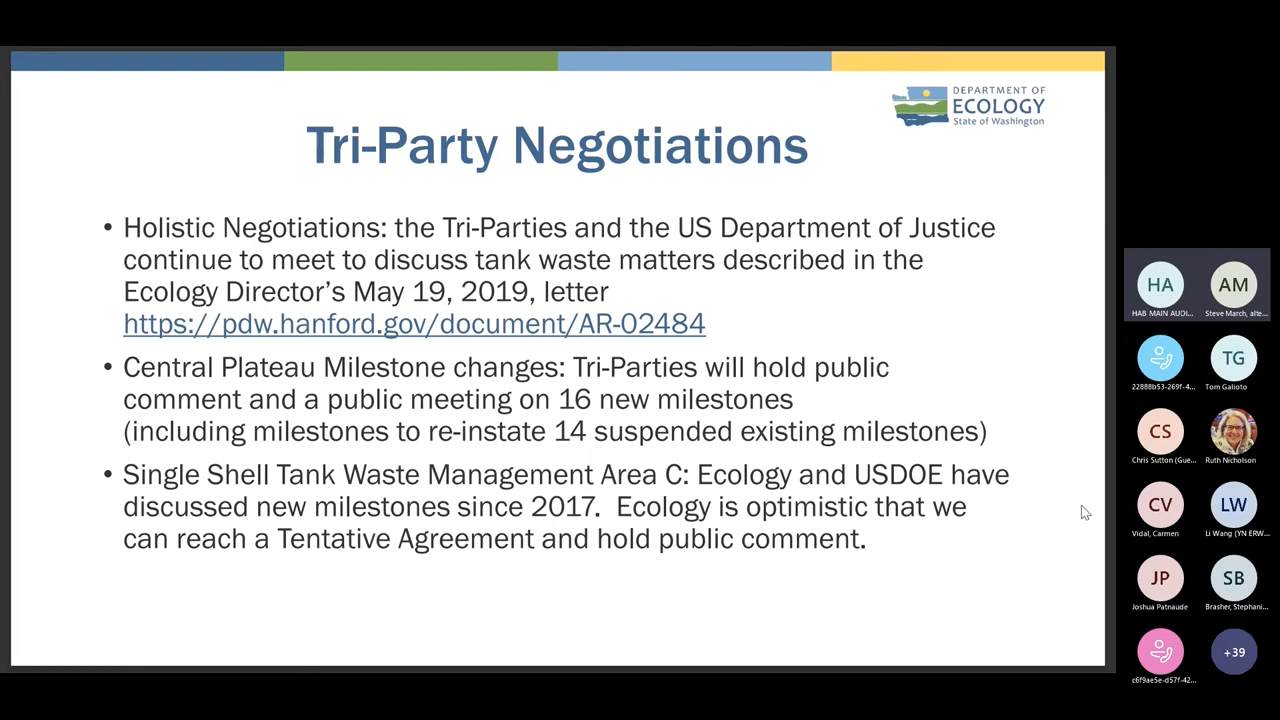 DEPARTMENT OF
ECOLOGY
State of Washington
Tri-Party Negotiations
• Holistic Negotiations: the Tri-Parties and the US Department of Justice
continue to meet to discuss tank waste matters described in the
Ecology Director's May 19, 2019, letter
https://pdw.hanford.gov/document/AR-02484
• Central Plateau Milestone changes: Tri-Parties will hold public
comment and a public meeting on 16 new milestones
(including milestones to re-instate 14 suspended existing milestones)
• Single Shell Tank Waste Management Area C: Ecology and USDOE have
discussed new milestones since 2017.  Ecology is optimistic that we
can reach a Tentative Agreement and hold public comment.
HA
AM
HAB MAIN AUDI...
Steve March, alte...
TG
22888b53-269f-4...
Tom Galioto
CS
Chris Sutton (Gue...
Ruth Nicholson
CV
LW
Vidal, Carmen
Li Wang (YN ERW...
JP
SB
Joshua Patnaude
Brasher, Stephani...
+39
c6f9ae5e-d57f-42...